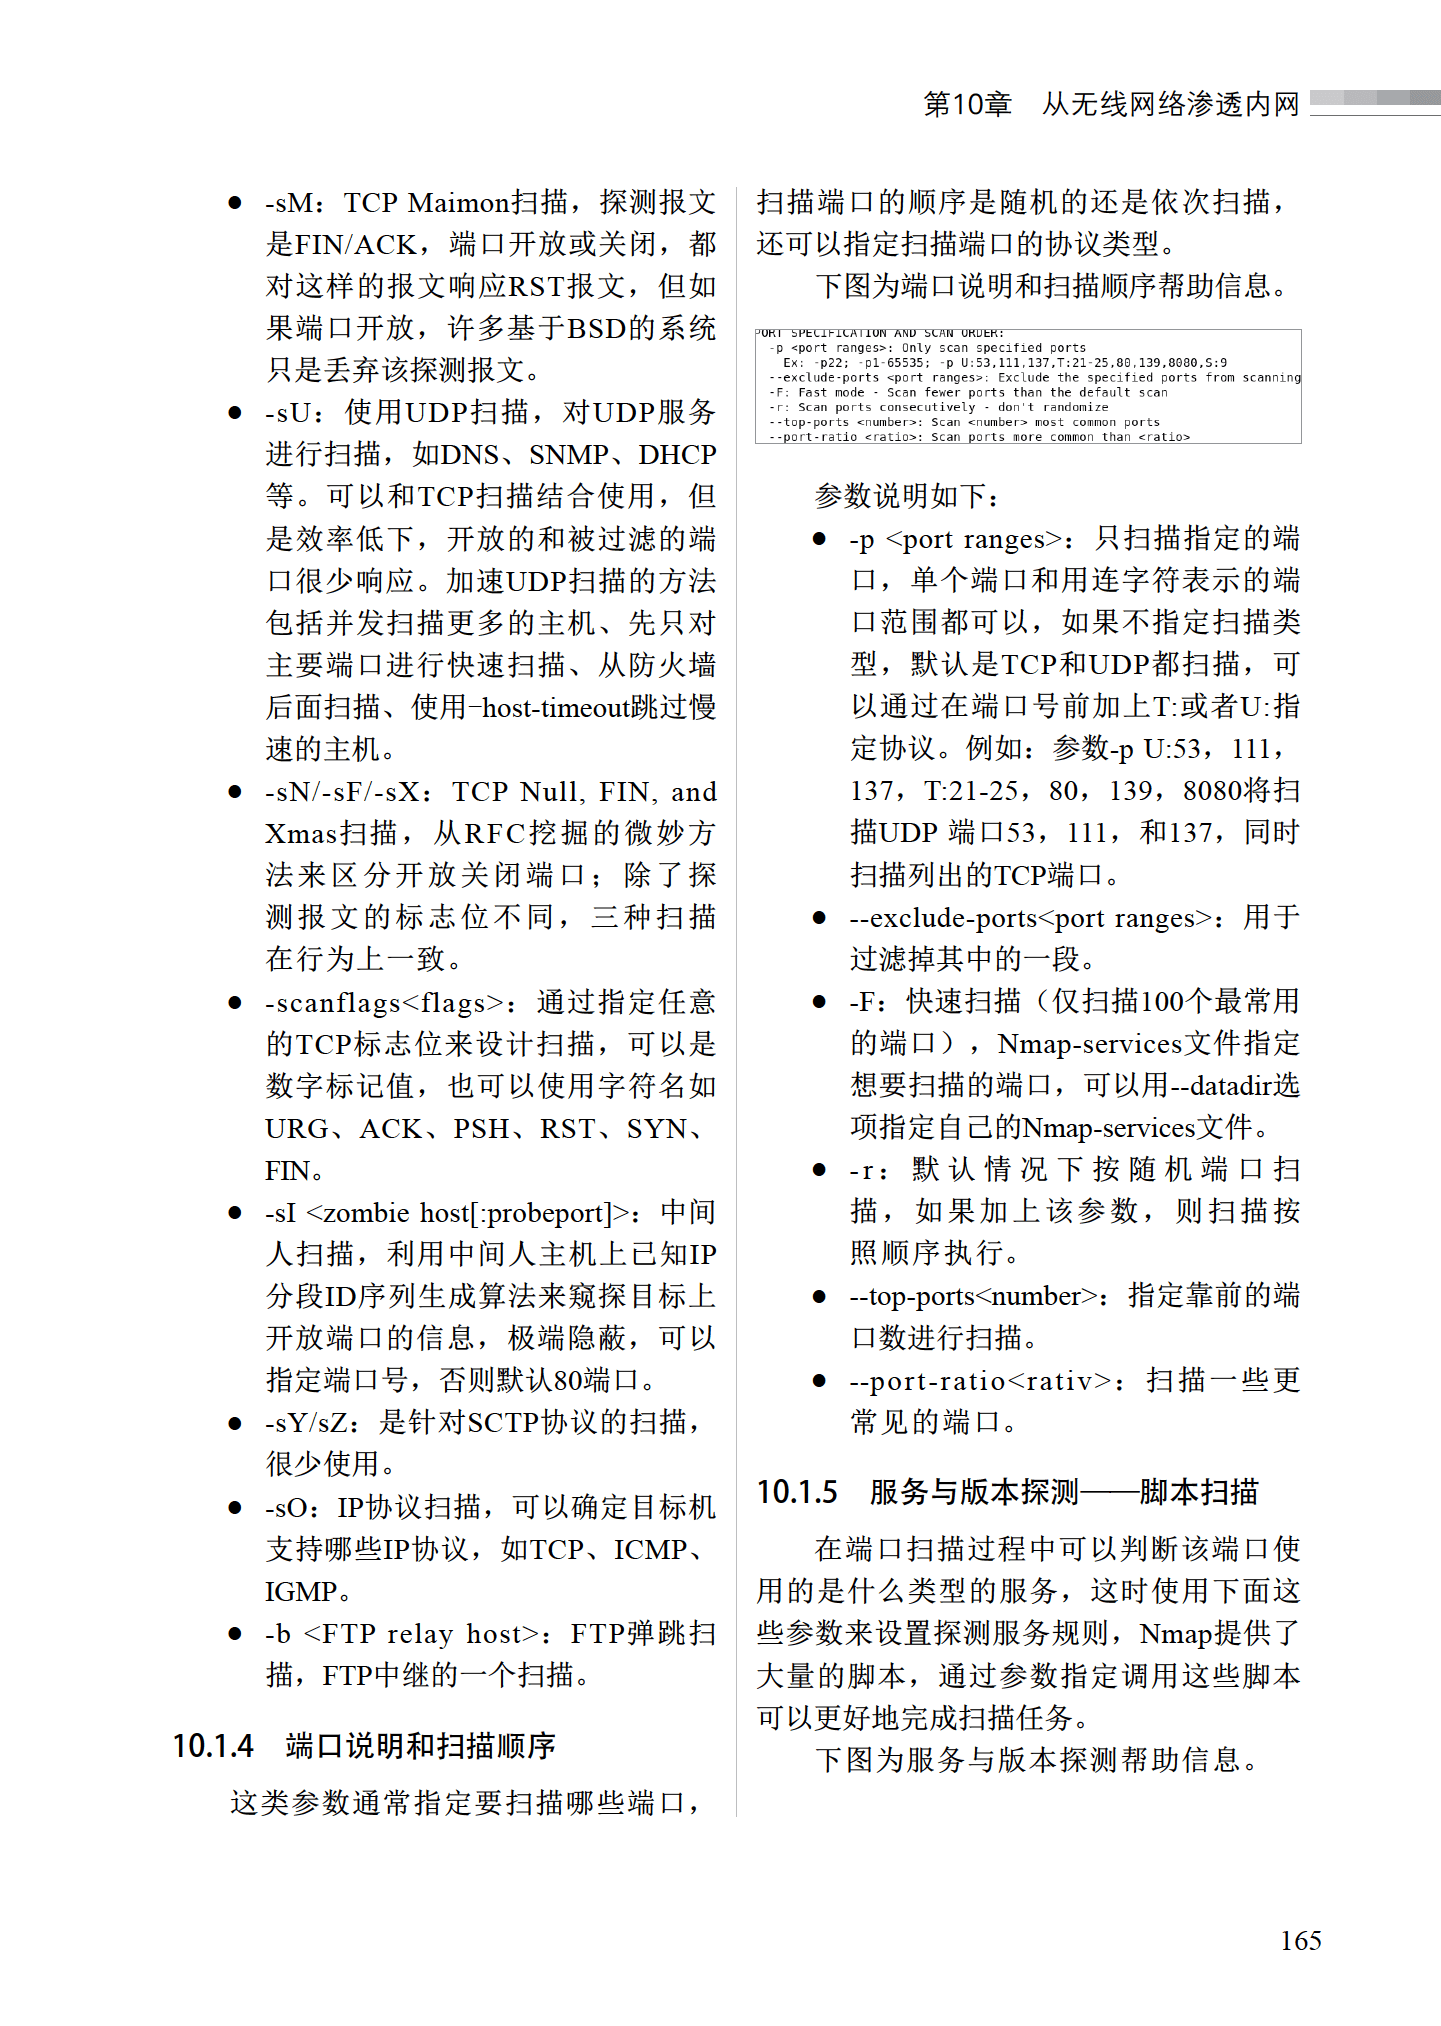 第10章　从无线网络渗透内网
● -sM：TCP Maimon扫描，探测报文
是FIN/ACK，端口开放或关闭，都
对这样的报文响应RST报文，但如
果端口开放，许多基于BSD的系统
只是丢弃该探测报文。
● -sU：使用UDP扫描，对UDP服务
进行扫描，如DNS、SNMP、DHCP
等。可以和TCP扫描结合使用，但
是效率低下，开放的和被过滤的端
口很少响应。加速UDP扫描的方法
包括并发扫描更多的主机、先只对
主要端口进行快速扫描、从防火墙
后面扫描、使用–host-timeout跳过慢
速的主机。
● -sN/-sF/-sX：TCP Null, FIN, and
Xmas扫描，从RFC挖掘的微妙方
法来区分开放关闭端口；除了探
测报文的标志位不同，三种扫描
在行为上一致。
● -scanflags<flags>：通过指定任意
的TCP标志位来设计扫描，可以是
数字标记值，也可以使用字符名如
URG、ACK、PSH、RST、SYN、
FIN。
● -sI <zombie host[:probeport]>：中间
人扫描，利用中间人主机上已知IP
分段ID序列生成算法来窥探目标上
开放端口的信息，极端隐蔽，可以
指定端口号，否则默认80端口。
● -sY/sZ：是针对SCTP协议的扫描，
很少使用。
● -sO：IP协议扫描，可以确定目标机
支持哪些IP协议，如TCP、ICMP、
IGMP。
● -b <FTP relay host>：FTP弹跳扫
描，FTP中继的一个扫描。
10.1.4　端口说明和扫描顺序
这类参数通常指定要扫描哪些端口，
扫描端口的顺序是随机的还是依次扫描，
还可以指定扫描端口的协议类型。
下图为端口说明和扫描顺序帮助信息。
PORT SPECIFICATION AND SCAN ORDER:
-p <port ranges>: Only scan specified ports
Ex: -p22; -p1-65535; -p U:53,111,137,T:21-25,80,139,8080,S:9
--exclude-ports <port ranges>: Exclude the specified ports from scanning
-F: Fast mode - Scan fewer ports than the default scan
-r: Scan ports consecutively - don't randomize
--top-ports <number>: Scan <number> most common ports
--port-ratio <ratio>: Scan ports more common than <ratio>
参数说明如下：
● -p <port ranges>：只扫描指定的端
口，单个端口和用连字符表示的端
口范围都可以，如果不指定扫描类
型，默认是TCP和UDP都扫描，可
以通过在端口号前加上T:或者U:指
定协议。例如：参数-p U:53，111，
137，T:21-25，80，139，8080将扫
描UDP 端口53，111，和137，同时
扫描列出的TCP端口。
● --exclude-ports<port ranges>：用于
过滤掉其中的一段。
● -F：快速扫描（仅扫描100个最常用
的端口），Nmap-services文件指定
想要扫描的端口，可以用--datadir选
项指定自己的Nmap-services文件。
● -r：默认情况下按随机端口扫
描，如果加上该参数，则扫描按
照顺序执行。
● --top-ports<number>：指定靠前的端
口数进行扫描。
● --port-ratio<rativ>：扫描一些更
常见的端口。
10.1.5　服务与版本探测——脚本扫描
在端口扫描过程中可以判断该端口使
用的是什么类型的服务，这时使用下面这
些参数来设置探测服务规则，Nmap提供了
大量的脚本，通过参数指定调用这些脚本
可以更好地完成扫描任务。
下图为服务与版本探测帮助信息。
165